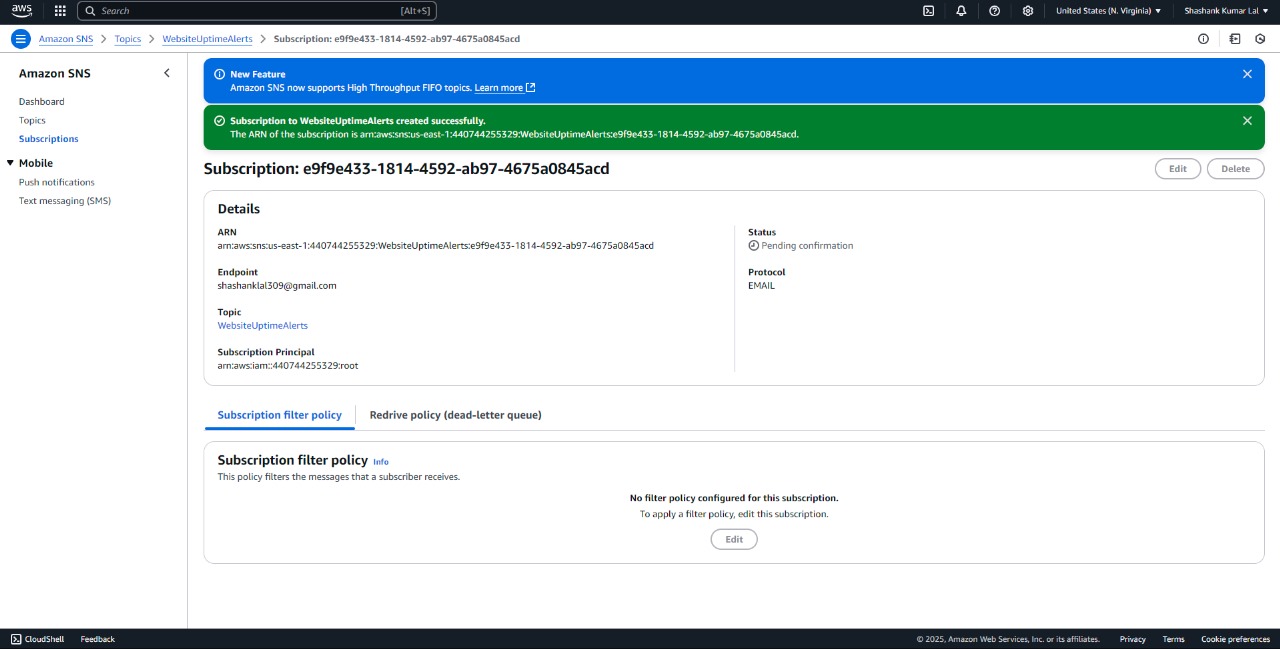 aws
Search [Alt+S]
United States (N. Virginia) Shashank Kumar Lal
Amazon SNS Topics WebsiteUptimeAlerts Subscription: e9f9e433-1814-4592-ab97-4675a0845acd
Amazon SNS
Dashboard
Topics
Subscriptions
Mobile
Push notifications
Text messaging (SMS)
New Feature
Amazon SNS now supports High Throughput FIFO topics. Learn more
Subscription to WebsiteUptimeAlerts created successfully.
The ARN of the subscription is arn:aws:sns:us-east-1:440744255329:WebsiteUptimeAlerts:e9f9e433-1814-4592-ab97-4675a0845acd.
Subscription: e9f9e433-1814-4592-ab97-4675a0845acd
Edit Delete
Details
ARN
arn:aws:sns:us-east-1:440744255329:WebsiteUptimeAlerts:e9f9e433-1814-4592-ab97-4675a0845acd
Endpoint
shashanklal309@gmail.com
Topic
WebsiteUptimeAlerts
Subscription Principal
arn:aws:iam::440744255329:root
Status
Pending confirmation
Protocol
EMAIL
Subscription filter policy Redrive policy (dead-letter queue)
Subscription filter policy Info
This policy filters the messages that a subscriber receives.
No filter policy configured for this subscription.
To apply a filter policy, edit this subscription.
Edit
CloudShell Feedback
© 2025, Amazon Web Services, Inc. or its affiliates. Privacy Terms Cookie preferences